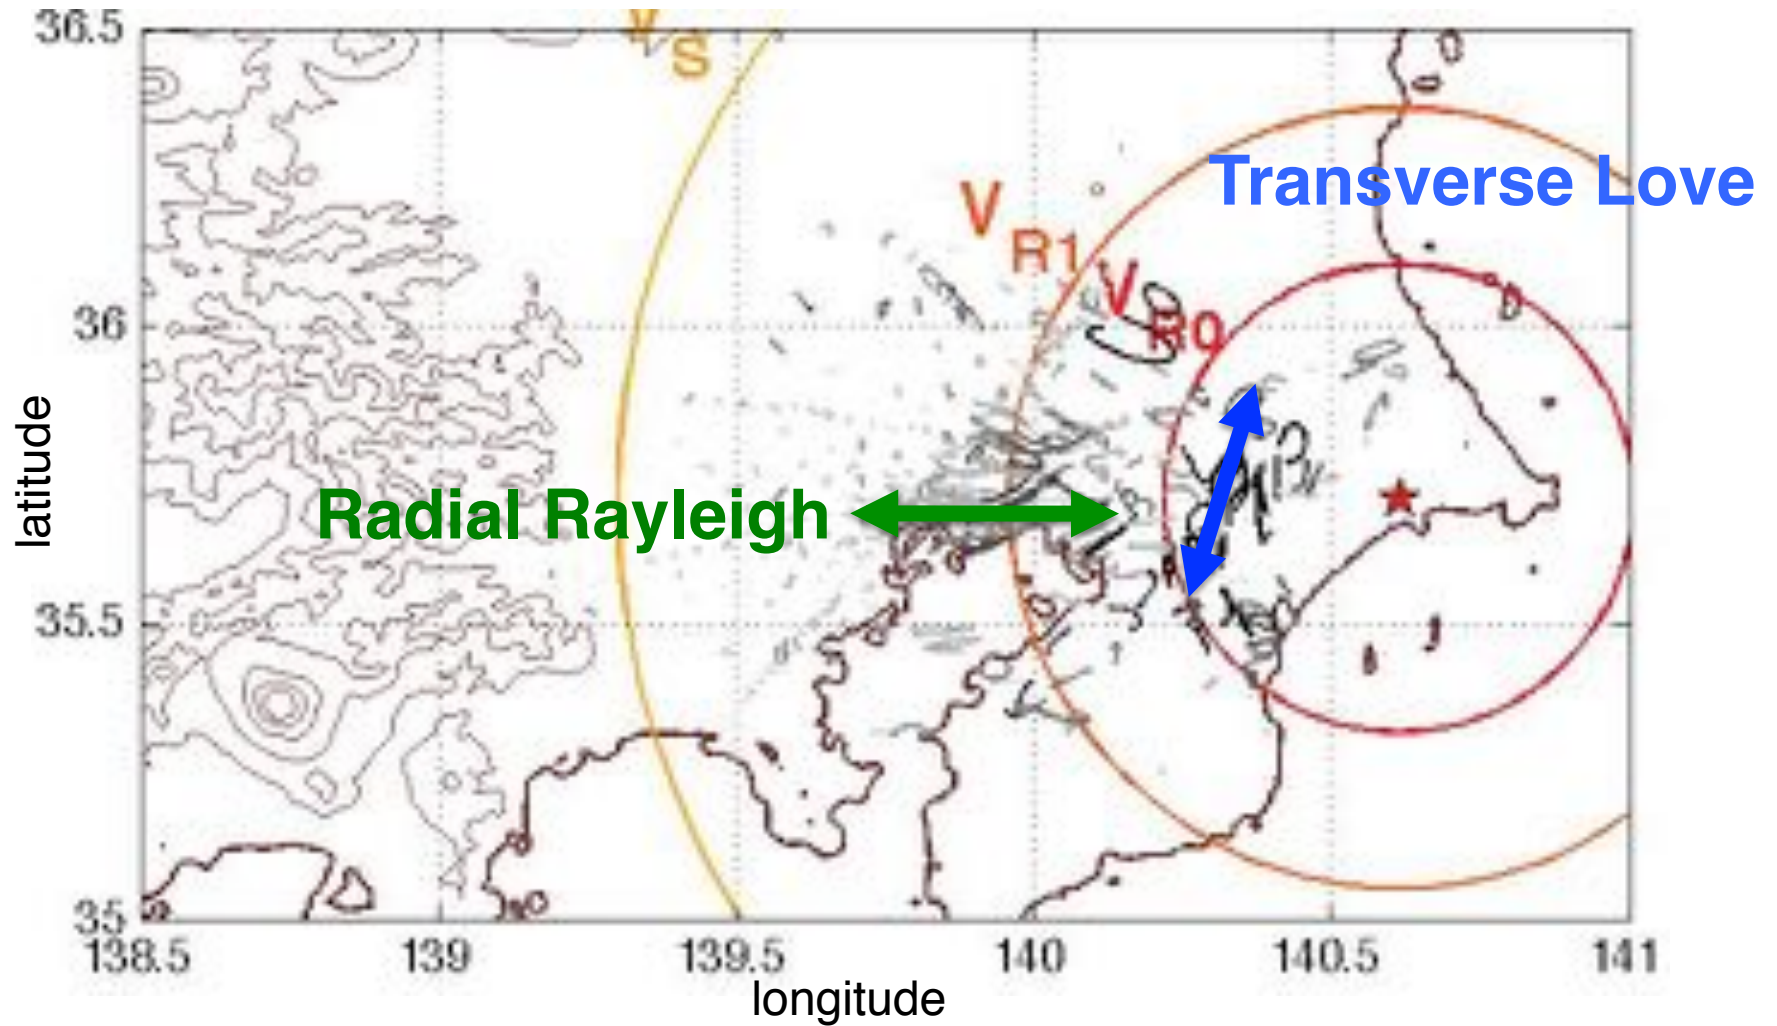 36.5
V
S
Transverse Love
V
R1
V
R0
36
latitude
Radial Rayleigh
35.5
35
138.5 139 139.5 140 140.5 141
longitude